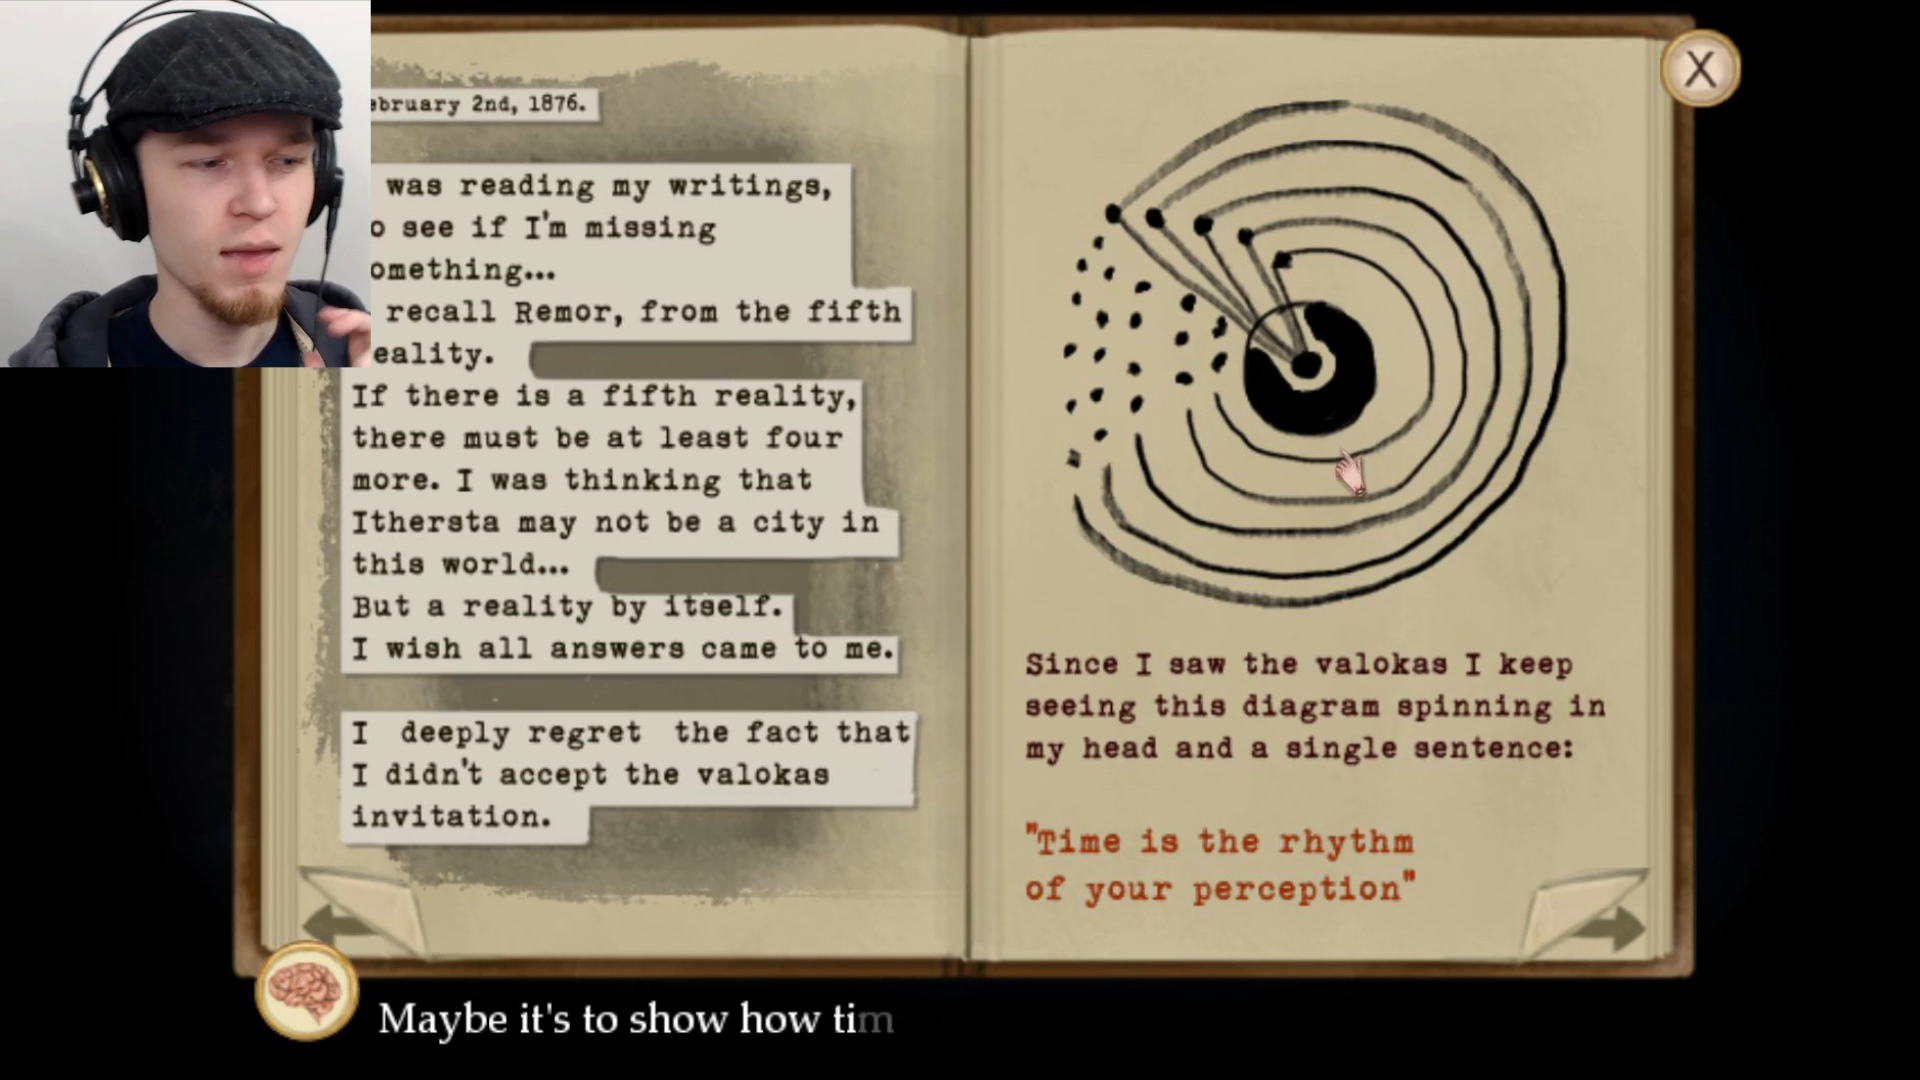 ebruary 2nd, 1876.
was reading my writings,
o see if I'm missing
omething...
recall Remor, from the fifth
eality.
If there is a fifth reality,
there must be at least four
more. I was thinking that
Ithersta may not be a city in
this world...
But a reality by itself.
I wish all answers came to me.
I deeply regret the fact that
I didn't accept the valokas
invitation.
X
Since I saw the valokas I keep
seeing this diagram spinning in
my head and a single sentence:
"Time is the rhythm
of your perception"
Maybe it's to show how tim